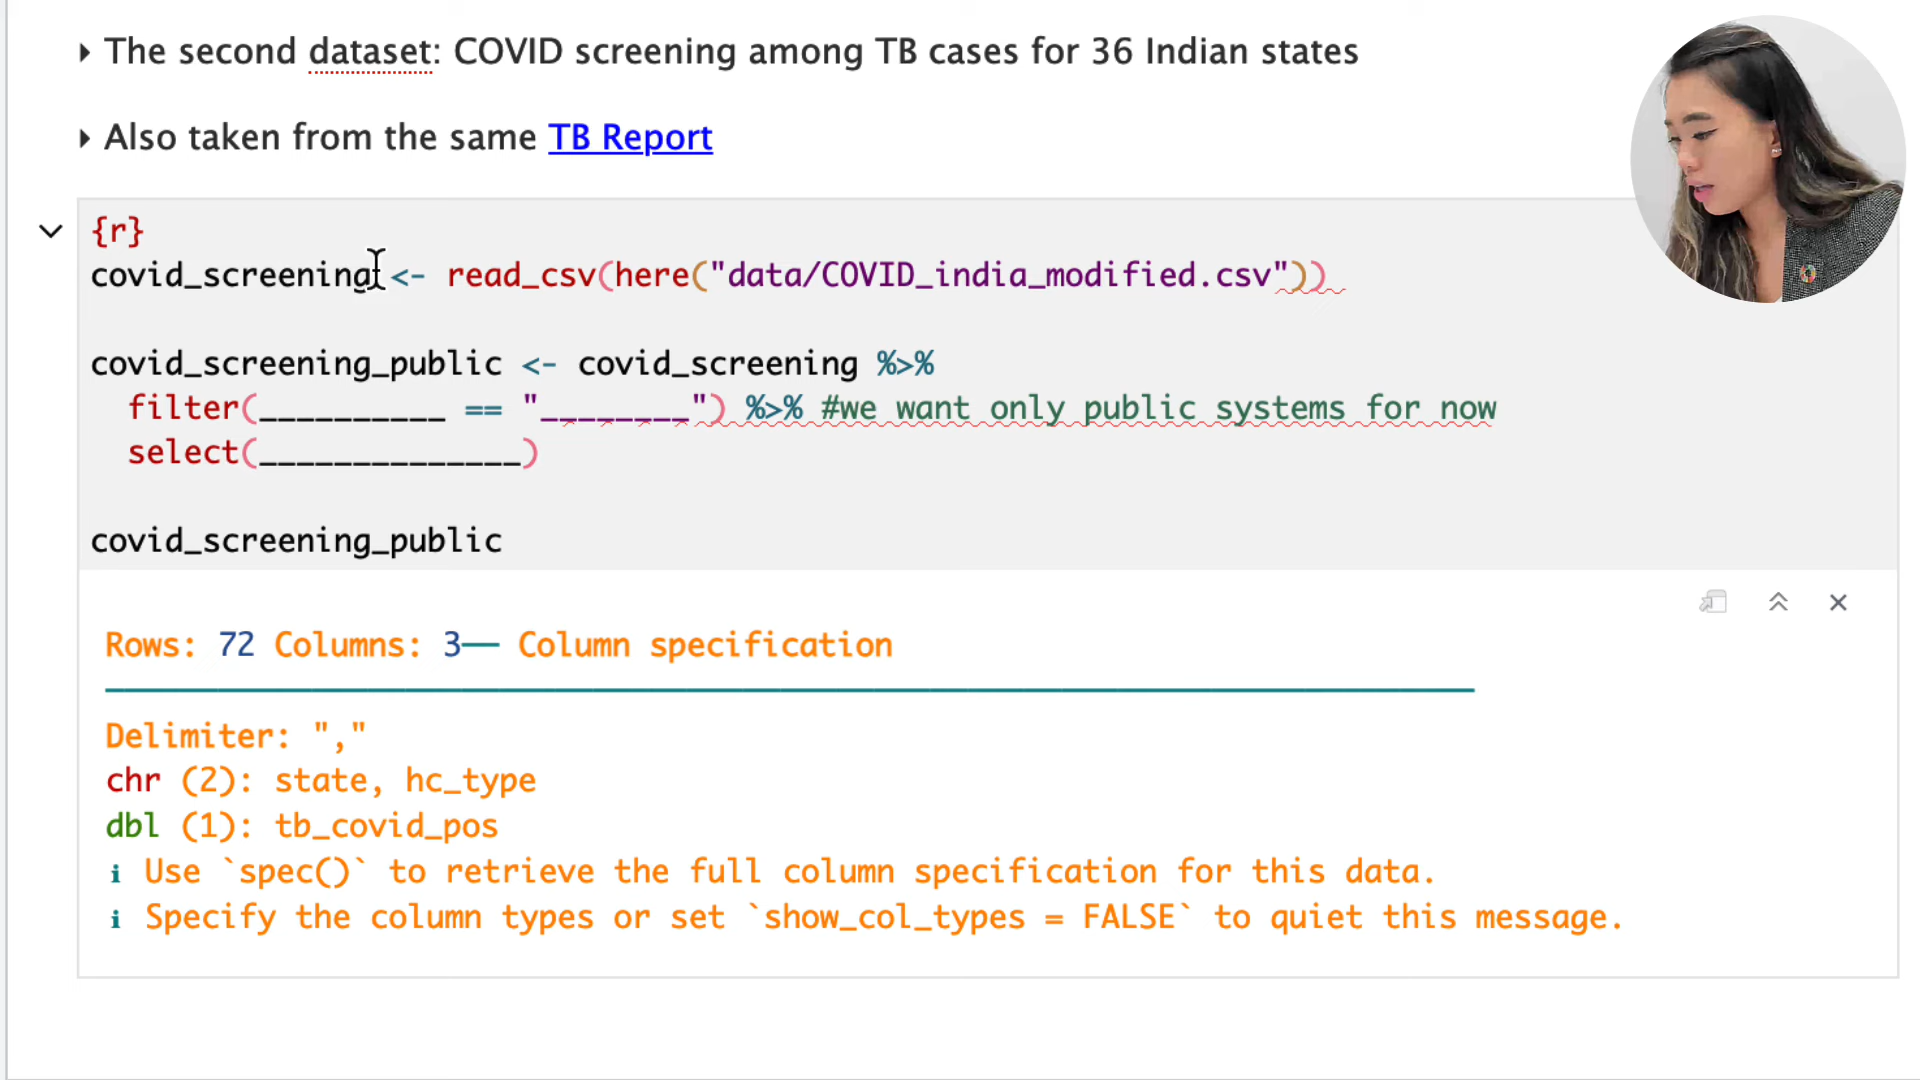 The second dataset: COVID screening among TB cases for 36 Indian states
Also taken from the same TB Report
{r}
covid_screening <- read_csv(here("data/COVID_india_modified.csv"))
covid_screening_public <- covid_screening %>%
filter(__________ == "________") %>% #we want only public systems for now
select(______________)
covid_screening_public
Rows: 72 Columns: 3── Column specification
Delimiter: ","
chr (2): state, hc_type
dbl (1): tb_covid_pos
ℹ Use `spec()` to retrieve the full column specification for this data.
ℹ Specify the column types or set `show_col_types = FALSE` to quiet this message.